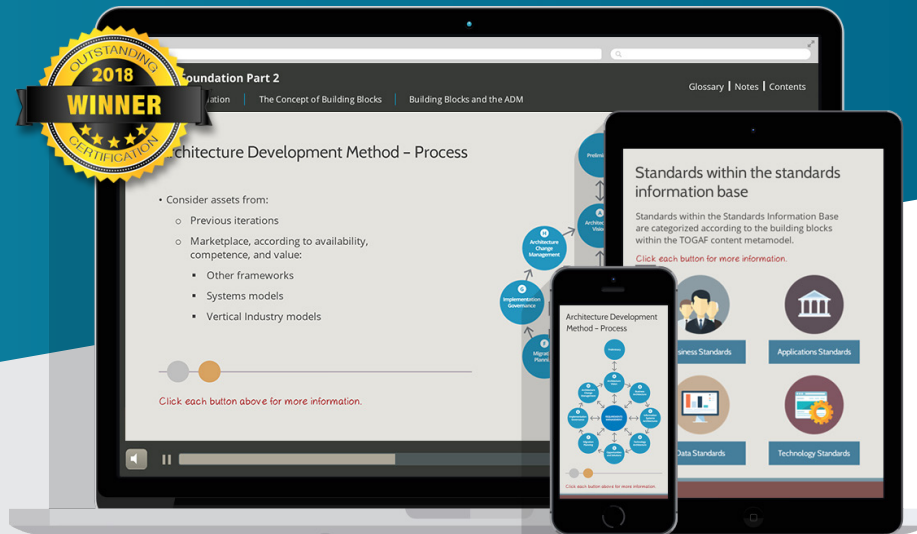 OUTSTANDING
2018
WINNER
CERTIFICATION
Foundation Part 2
The Concept of Building Blocks
Building Blocks and the ADM
Glossary | Notes | Contents
Architecture Development Method – Process
• Consider assets from:
o Previous iterations
o Marketplace, according to availability,
competence, and value:
▪ Other frameworks
▪ Systems models
▪ Vertical Industry models
Click each button above for more information.
H
Architecture
Change
Management
G
Implementation
Governance
F
A
Standards within the standards
information base
Standards within the Standards Information Base
are categorized according to the building blocks
within the TOGAF content metamodel.
Click each button for more information.
Business Standards
Applications Standards
Data Standards
Technology Standards
Architecture Development
Method – Process
Click each button above for more information.